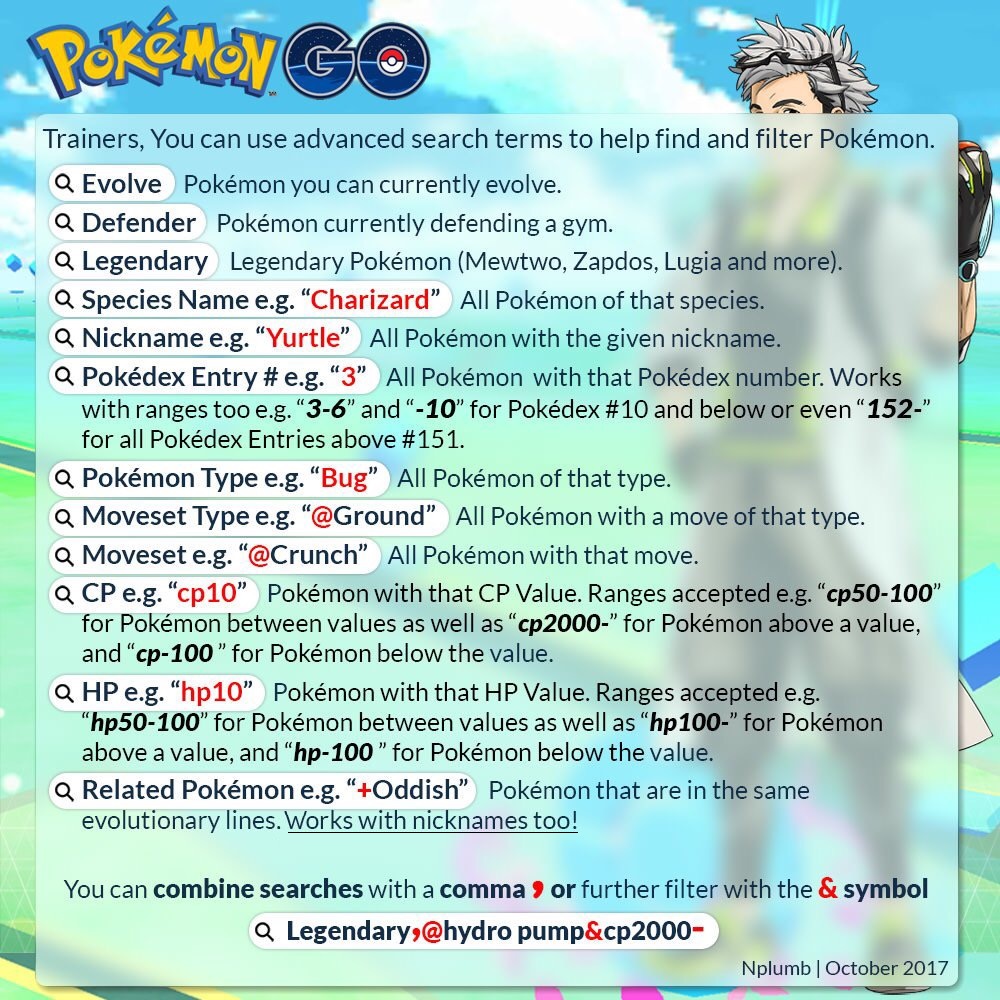 POKÉMON GO
TM
Trainers, You can use advanced search terms to help find and filter Pokémon.
Evolve Pokémon you can currently evolve.
Defender Pokémon currently defending a gym.
Legendary Legendary Pokémon (Mewtwo, Zapdos, Lugia and more).
Species Name e.g. “Charizard” All Pokémon of that species.
Nickname e.g. “Yurtle” All Pokémon with the given nickname.
Pokédex Entry # e.g. “3” All Pokémon with that Pokédex number. Works
with ranges too e.g. “3-6” and “-10” for Pokédex #10 and below or even “152-”
for all Pokédex Entries above #151.
Pokémon Type e.g. “Bug” All Pokémon of that type.
Moveset Type e.g. “@Ground” All Pokémon with a move of that type.
Moveset e.g. “@Crunch” All Pokémon with that move.
CP e.g. “cp10” Pokémon with that CP Value. Ranges accepted e.g. “cp50-100”
for Pokémon between values as well as “cp2000-” for Pokémon above a value,
and “cp-100 ” for Pokémon below the value.
HP e.g. “hp10” Pokémon with that HP Value. Ranges accepted e.g.
“hp50-100” for Pokémon between values as well as “hp100-” for Pokémon
above a value, and “hp-100 ” for Pokémon below the value.
Related Pokémon e.g. “+Oddish” Pokémon that are in the same
evolutionary lines. Works with nicknames too!
You can combine searches with a comma , or further filter with the & symbol
Legendary,@hydro pump&cp2000-
Nplumb | October 2017